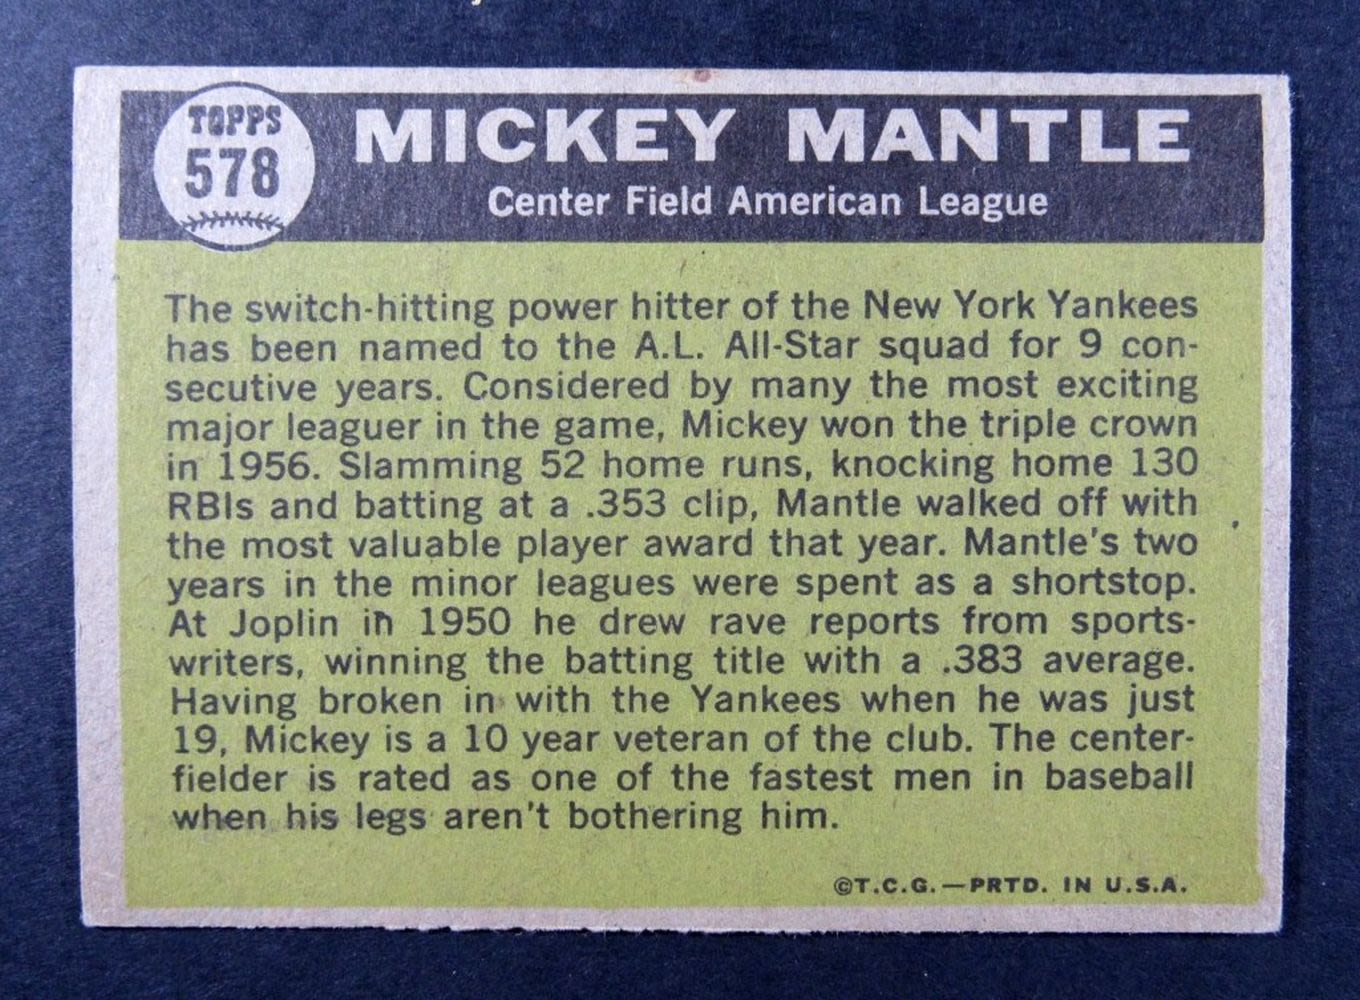 TOPPS
578
MICKEY MANTLE
Center Field American League
The switch-hitting power hitter of the New York Yankees
has been named to the A.L. All-Star squad for 9 con-
secutive years. Considered by many the most exciting
major leaguer in the game, Mickey won the triple crown
in 1956. Slamming 52 home runs, knocking home 130
RBIs and batting at a .353 clip, Mantle walked off with
the most valuable player award that year. Mantle's two
years in the minor leagues were spent as a shortstop.
At Joplin in 1950 he drew rave reports from sports-
writers, winning the batting title with a .383 average.
Having broken in with the Yankees when he was just
19, Mickey is a 10 year veteran of the club. The center-
fielder is rated as one of the fastest men in baseball
when his legs aren't bothering him.
©T.C.G.—PRTD. IN U.S.A.